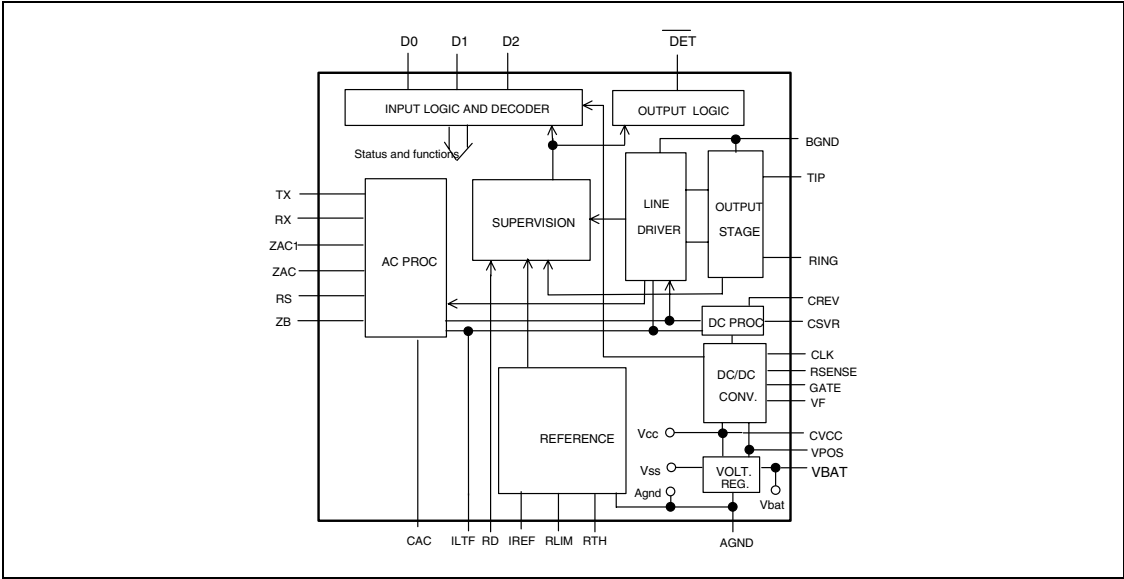 D0 D1 D2 DET
INPUT LOGIC AND DECODER
OUTPUT LOGIC
Status and functions
BGND
TIP
RING
CREV
CSVR
CLK
RSENSE
GATE
VF
CVCC
VPOS
VBAT
TX
RX
ZAC1
ZAC
RS
ZB
AC PROC
SUPERVISION
LINE
DRIVER
OUTPUT
STAGE
DC PROC
DC/DC
CONV.
REFERENCE
Vcc
Vss
Agnd
VOLT.
REG.
Vbat
CAC ILTF RD IREF RLIM RTH AGND